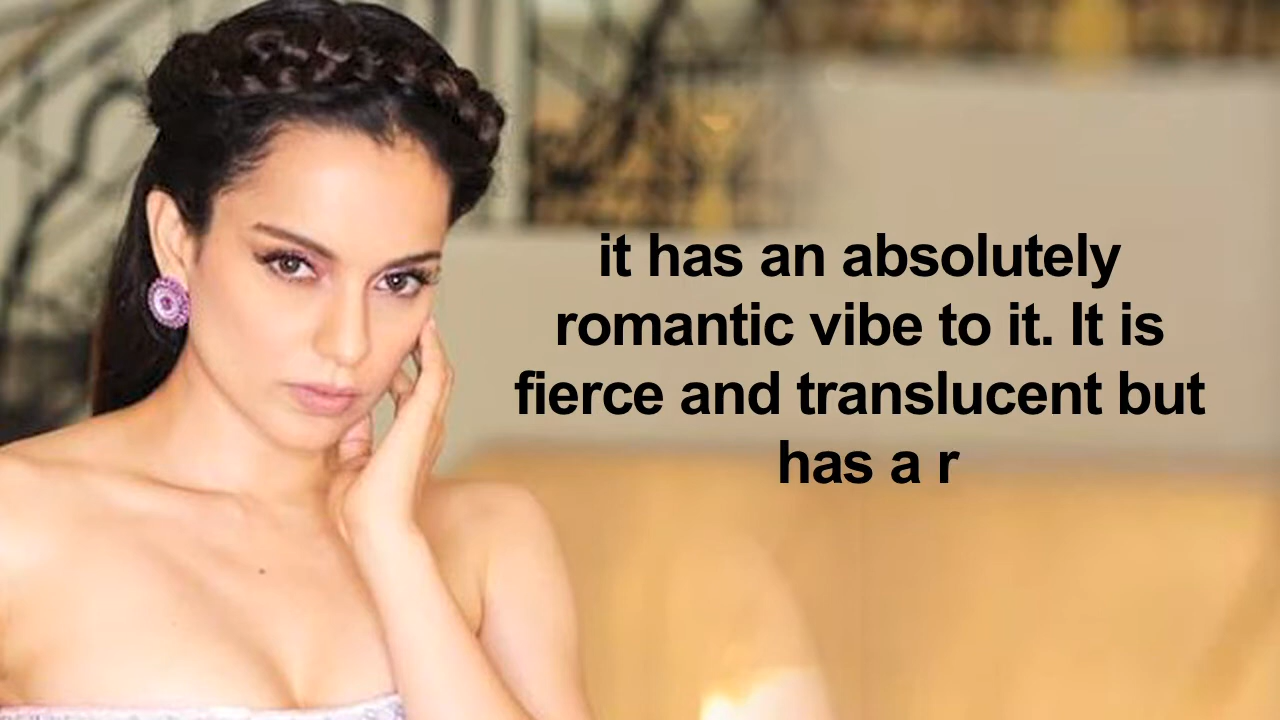 it has an absolutely
romantic vibe to it. It is
fierce and translucent but
has a r